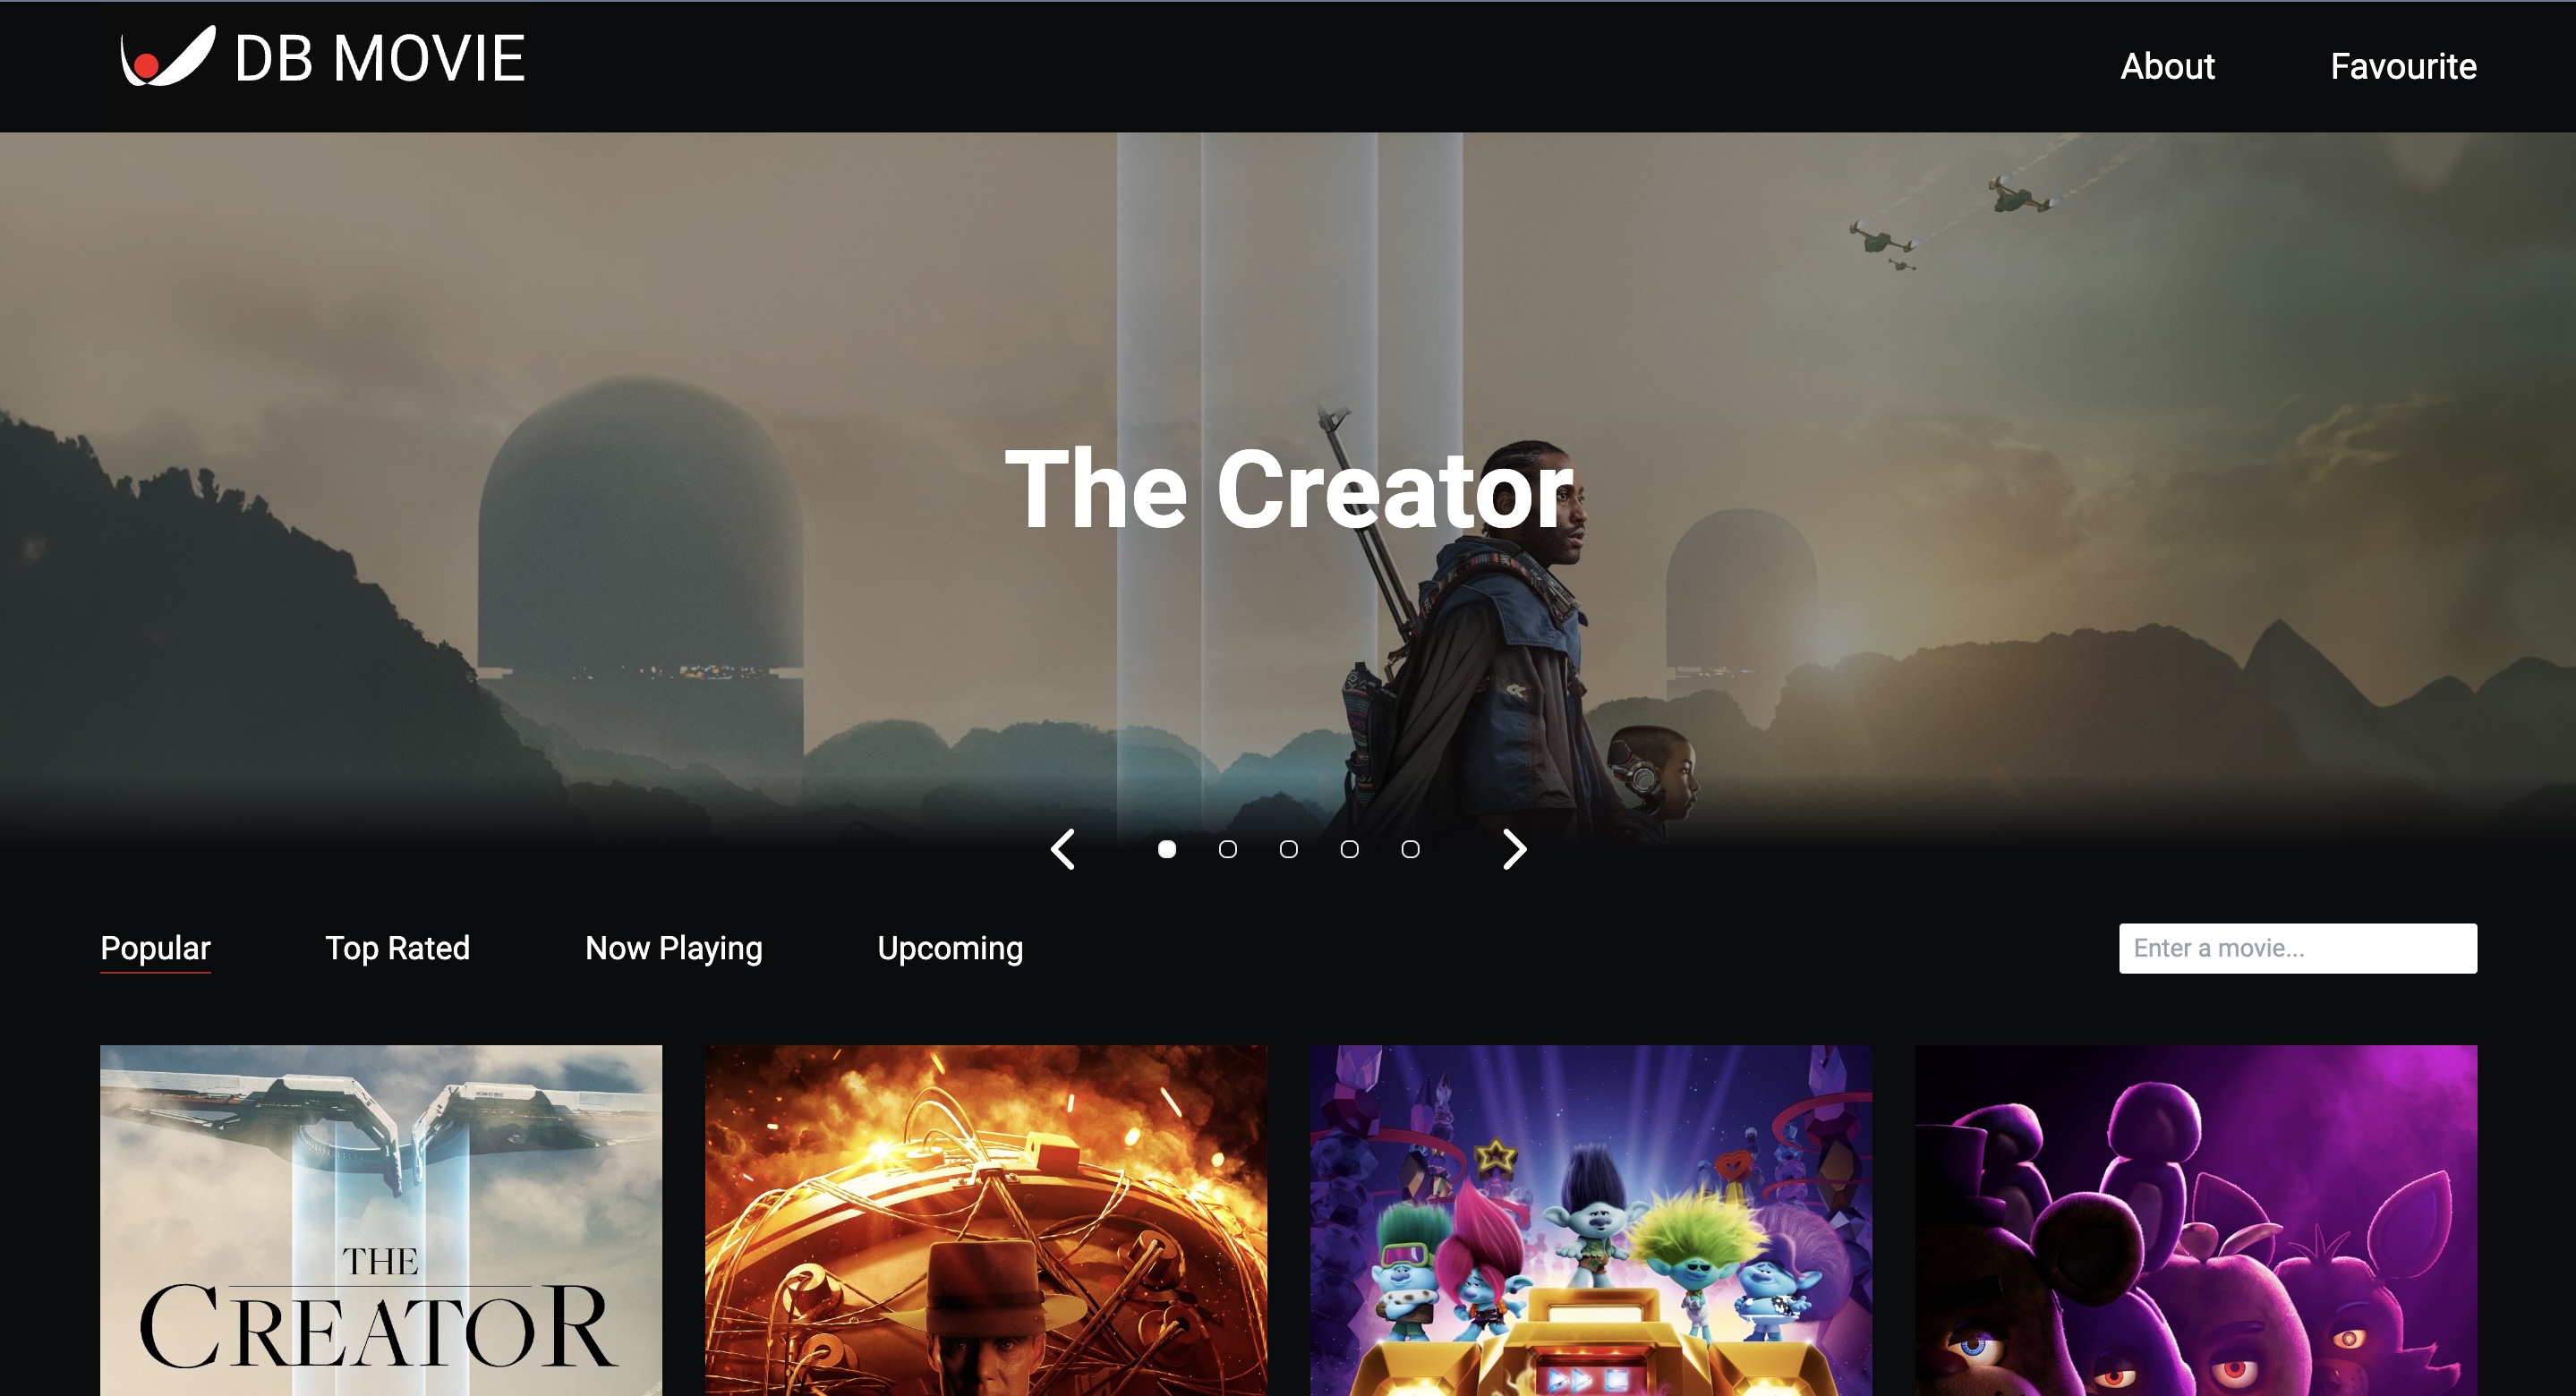 DB MOVIE
About
Favourite
The Creator
Popular
Top Rated
Now Playing
Upcoming
Enter a movie...
THE
CREATOR